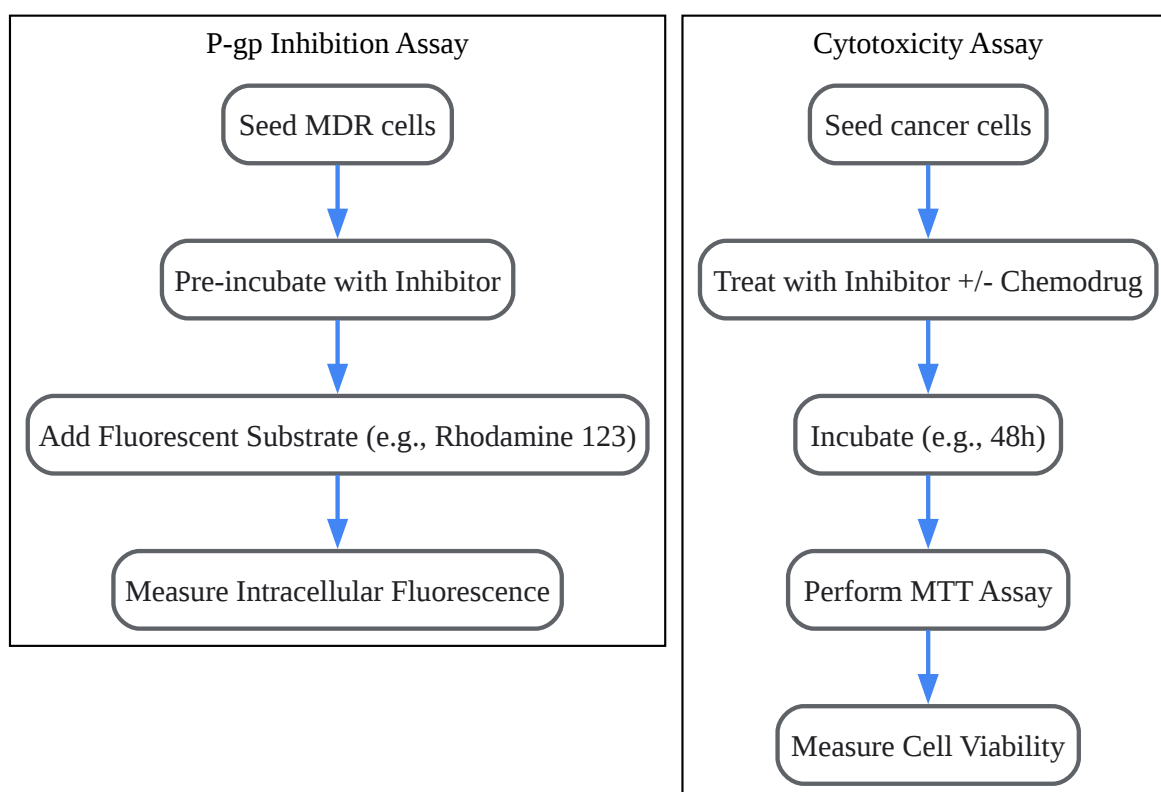 P-gp Inhibition Assay
Seed MDR cells
Pre-incubate with Inhibitor
Add Fluorescent Substrate (e.g., Rhodamine 123)
Measure Intracellular Fluorescence
Cytotoxicity Assay
Seed cancer cells
Treat with Inhibitor +/- Chemodrug
Incubate (e.g., 48h)
Perform MTT Assay
Measure Cell Viability